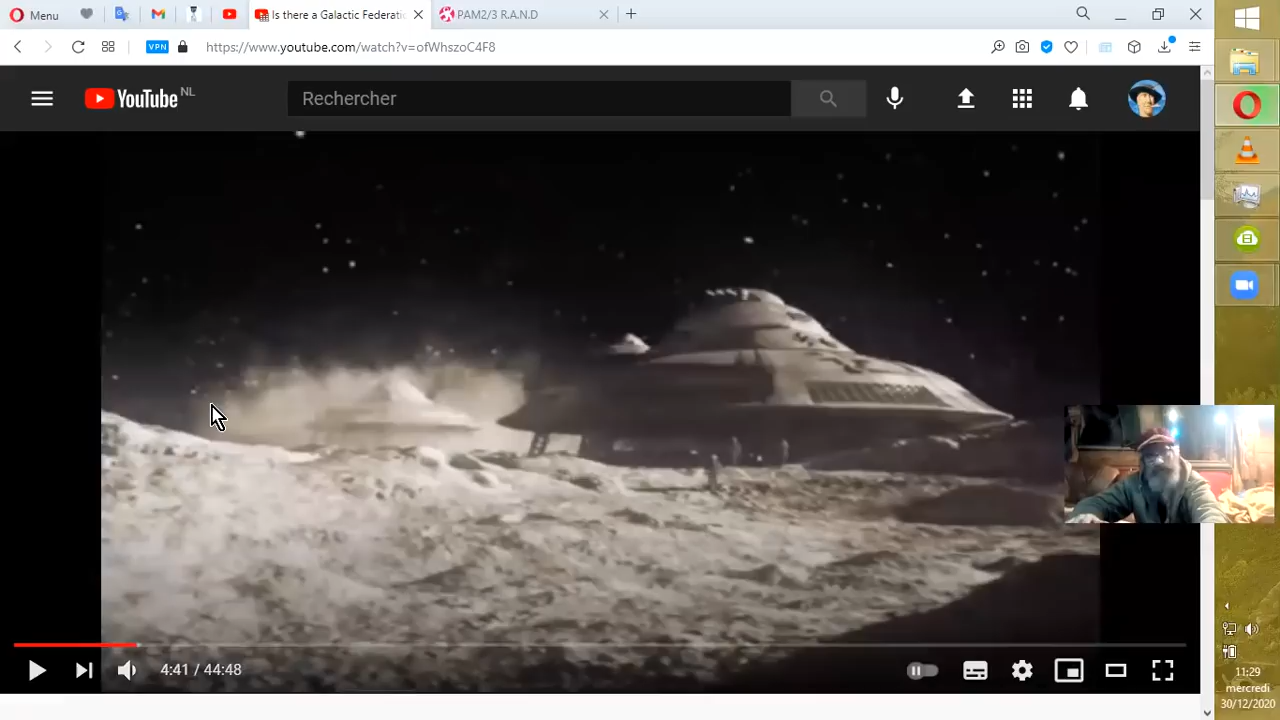 Menu
Is there a Galactic Federati
PAM2/3 R.A.N.D
VPN
https://www.youtube.com/watch?v=ofWhszoC4F8
YouTube NL
Rechercher
4:41 / 44:48
11:29
mercredi
30/12/2020